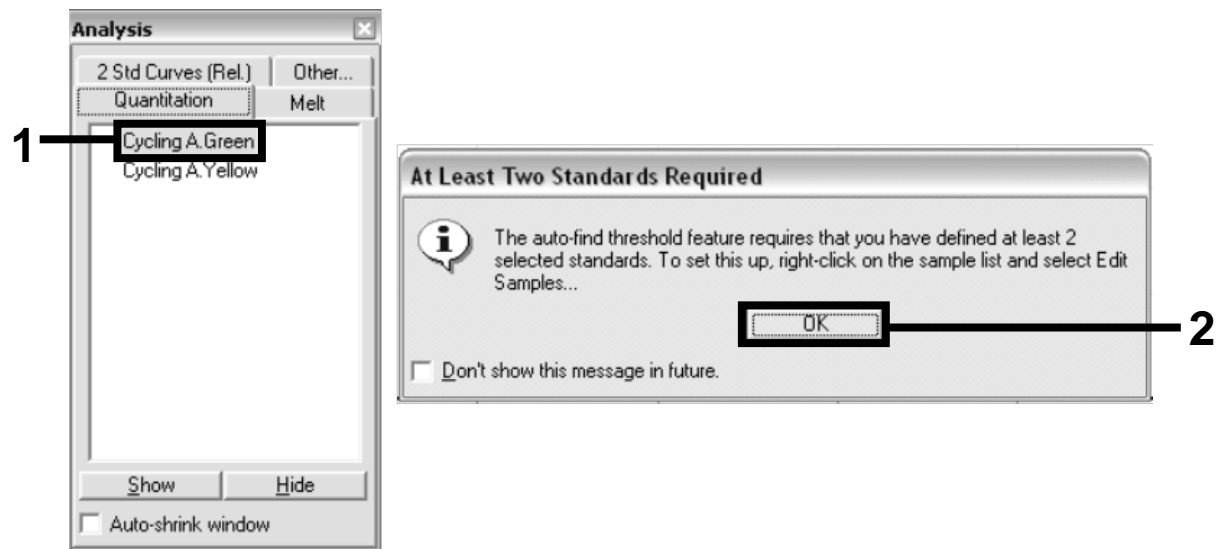 Analysis
2 Std Curves (Rel.) Other...
Quantitation Melt
1
Cycling A.Green
Cycling A.Yellow
Show Hide
Auto-shrink window
At Least Two Standards Required
The auto-find threshold feature requires that you have defined at least 2
selected standards. To set this up, right-click on the sample list and select Edit
Samples...
OK
2
Don't show this message in future.